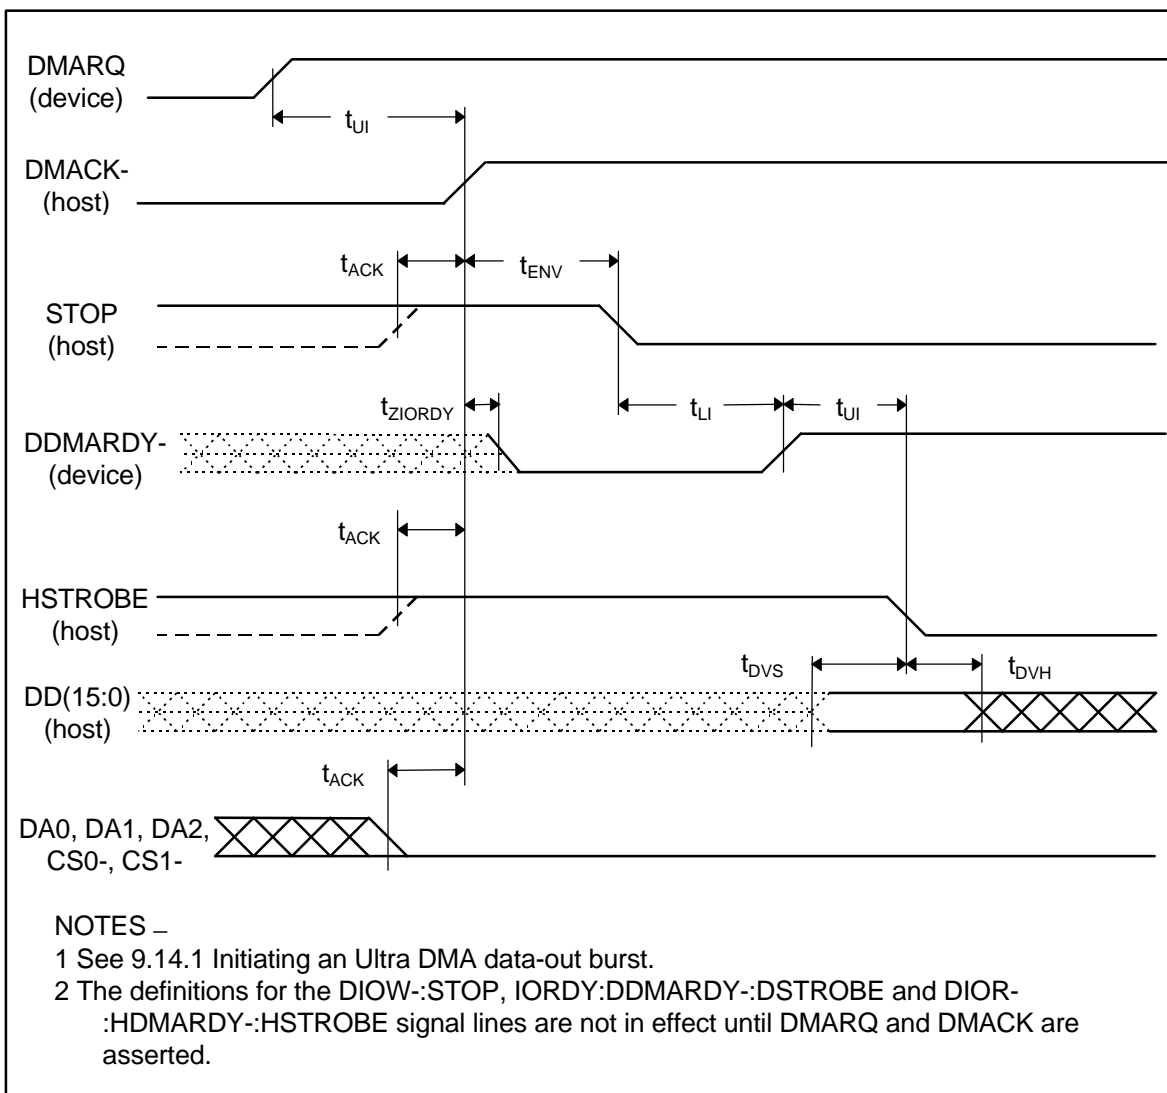 DMARQ
(device)
tUI
DMACK-
(host)
tACK
tENV
STOP
(host)
tZIORDY
tLI
tUI
DDMARDY-
(device)
tACK
HSTROBE
(host)
tDVS
tDVH
DD(15:0)
(host)
tACK
DA0, DA1, DA2,
CS0-, CS1-
NOTES –
1 See 9.14.1 Initiating an Ultra DMA data-out burst.
2 The definitions for the DIOW-:STOP, IORDY:DDMARDY-:DSTROBE and DIOR-
:HDMARDY-:HSTROBE signal lines are not in effect until DMARQ and DMACK are
asserted.